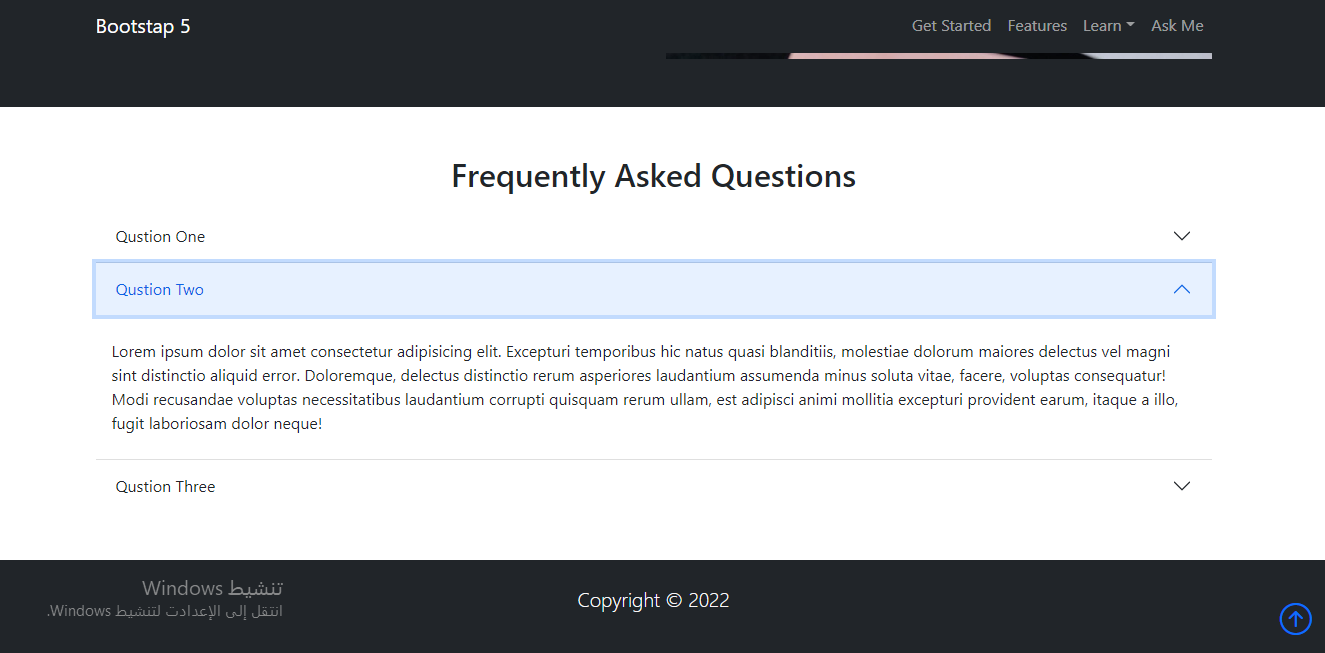 Bootstap 5
Get Started Features Learn Ask Me
Frequently Asked Questions
Qustion One
Qustion Two
Lorem ipsum dolor sit amet consectetur adipisicing elit. Excepturi temporibus hic natus quasi blanditiis, molestiae dolorum maiores delectus vel magni
sint distinctio aliquid error. Doloremque, delectus distinctio rerum asperiores laudantium assumenda minus soluta vitae, facere, voluptas consequatur!
Modi recusandae voluptas necessitatibus laudantium corrupti quisquam rerum ullam, est adipisci animi mollitia excepturi provident earum, itaque a illo,
fugit laboriosam dolor neque!
Qustion Three
تنشيط Windows
انتقل إلى الإعدادت لتنشيط Windows.
Copyright © 2022